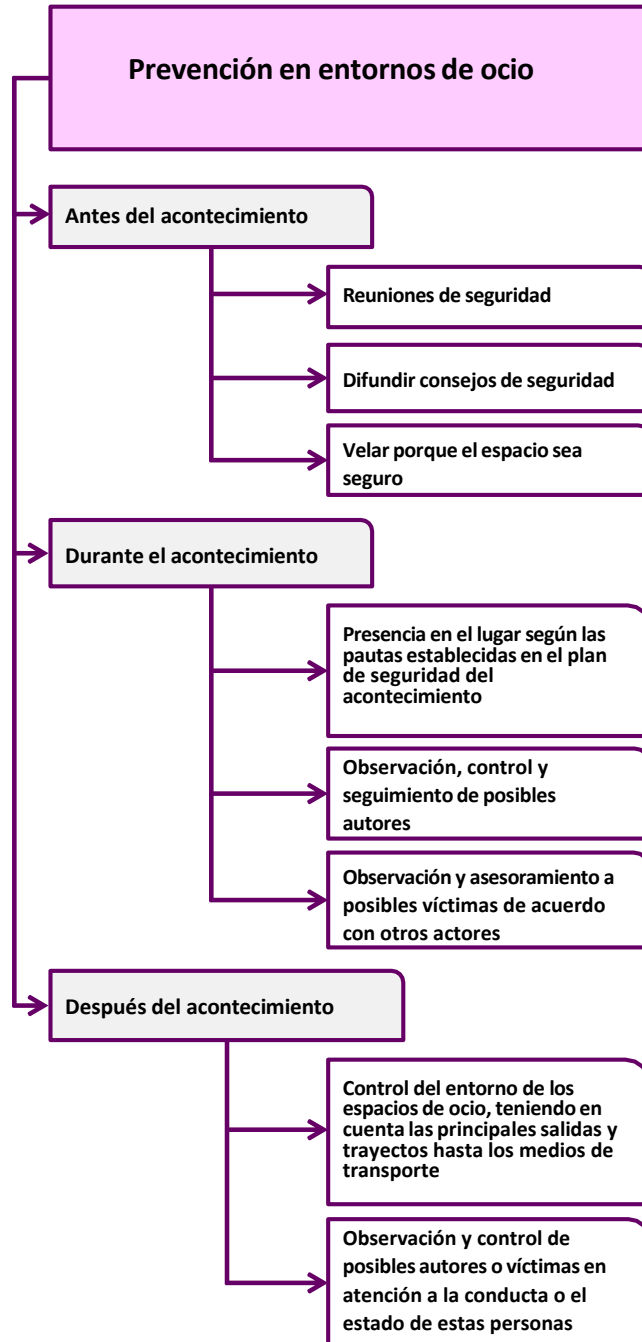 Prevención en entornos de ocio
Antes del acontecimiento
Reuniones de seguridad
Difundir consejos de seguridad
Velar porque el espacio sea
seguro
Durante el acontecimiento
Presencia en el lugar según las
pautas establecidas en el plan
de seguridad del
acontecimiento
Observación, control y
seguimiento de posibles
autores
Observación y asesoramiento a
posibles víctimas de acuerdo
con otros actores
Después del acontecimiento
Control del entorno de los
espacios de ocio, teniendo en
cuenta las principales salidas y
trayectos hasta los medios de
transporte
Observación y control de
posibles autores o víctimas en
atención a la conducta o el
estado de estas personas